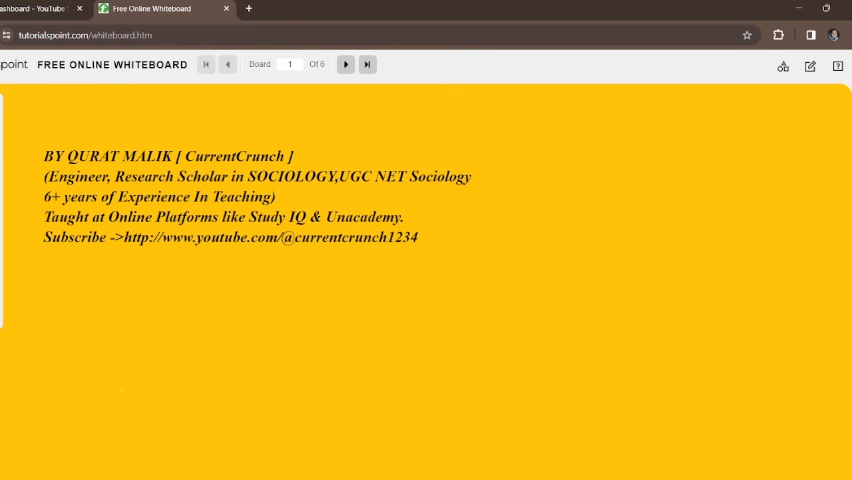 ashboard - YouTube
Free Online Whiteboard
tutorialspoint.com/whiteboard.htm
point FREE ONLINE WHITEBOARD Board 1 Of 6
BY QURAT MALIK [ CurrentCrunch ]
(Engineer, Research Scholar in SOCIOLOGY,UGC NET Sociology
6+ years of Experience In Teaching)
Taught at Online Platforms like Study IQ & Unacademy.
Subscribe ->http://www.youtube.com/@currentcrunch1234